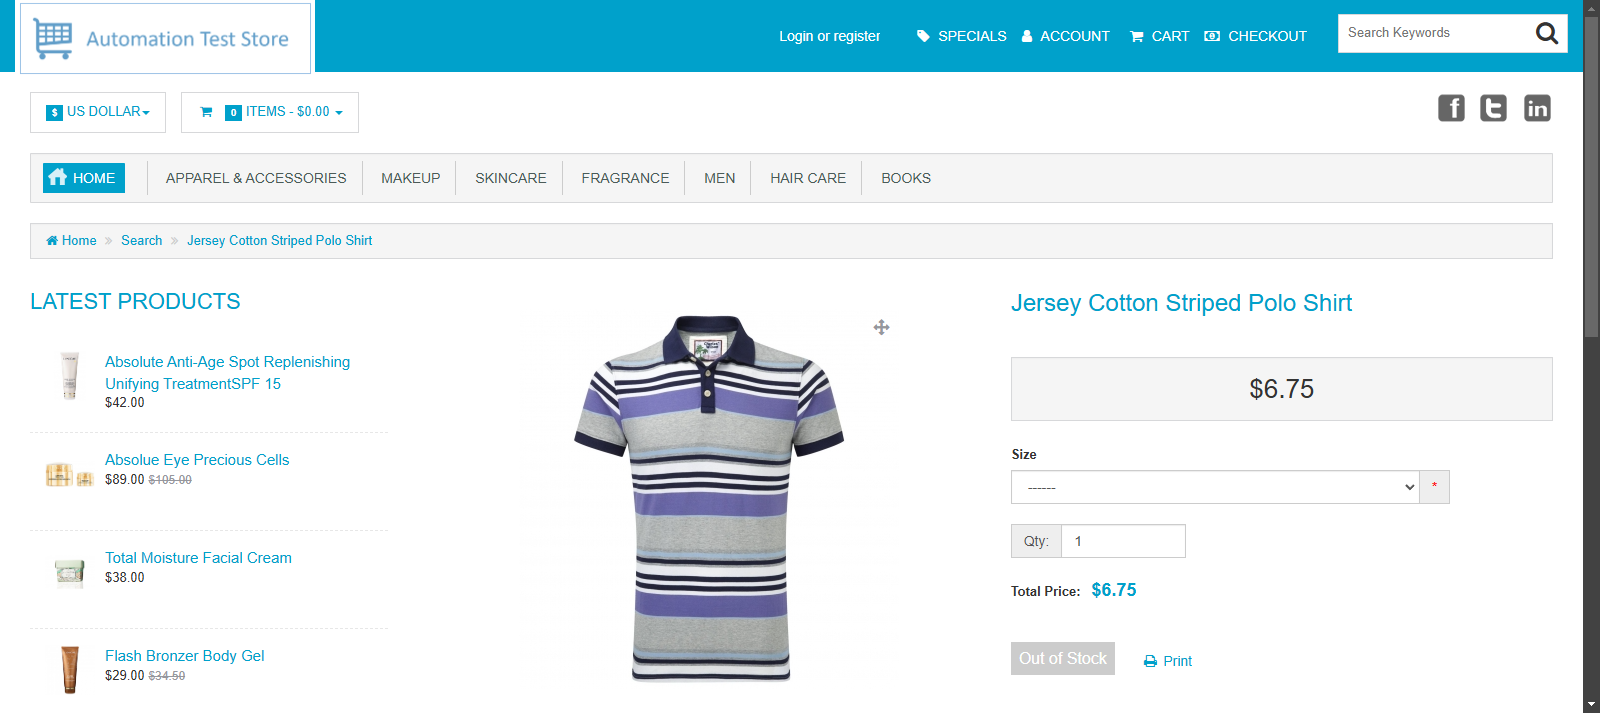 Automation Test Store
Login or register
SPECIALS
ACCOUNT
CART
CHECKOUT
Search Keywords
$ US DOLLAR
0 ITEMS - $0.00
HOME
APPAREL & ACCESSORIES
MAKEUP
SKINCARE
FRAGRANCE
MEN
HAIR CARE
BOOKS
Home » Search » Jersey Cotton Striped Polo Shirt
LATEST PRODUCTS
Absolute Anti-Age Spot Replenishing
Unifying TreatmentSPF 15
$42.00
Absolue Eye Precious Cells
$89.00 $105.00
Total Moisture Facial Cream
$38.00
Flash Bronzer Body Gel
$29.00 $34.50
Jersey Cotton Striped Polo Shirt
$6.75
Size
------
*
Qty: 1
Total Price: $6.75
Out of Stock
Print